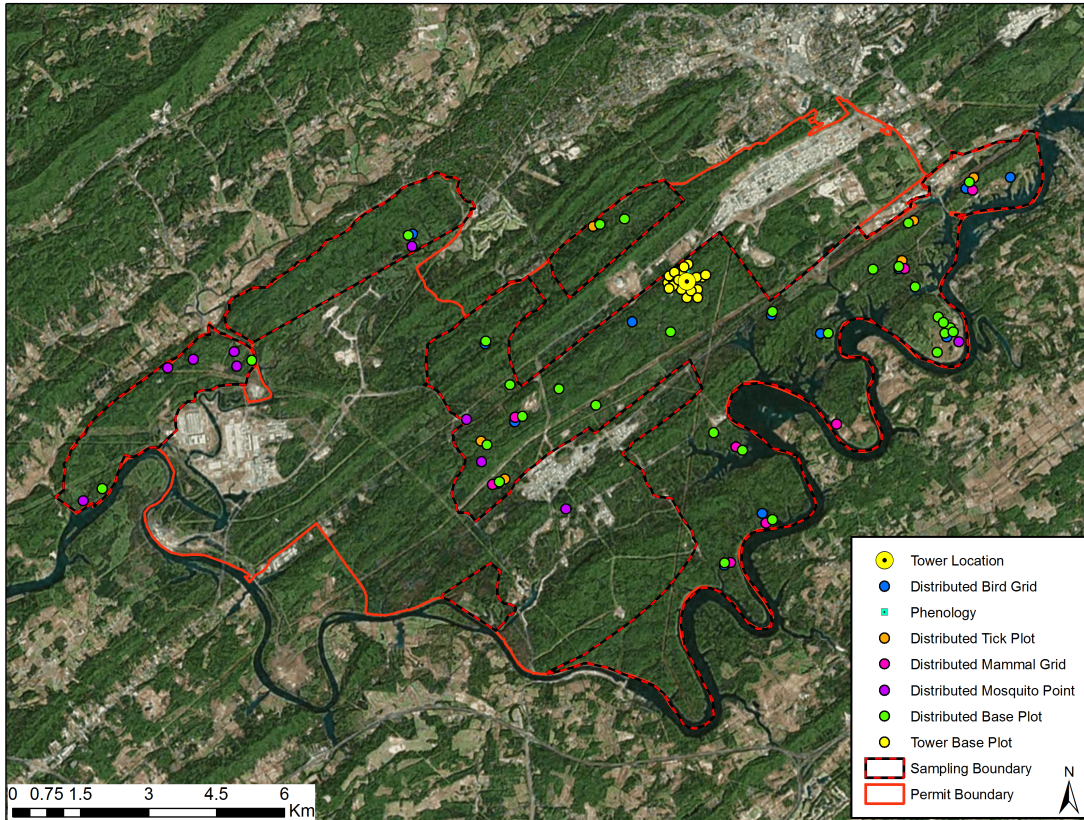 Tower Location
Distributed Bird Grid
Phenology
Distributed Tick Plot
Distributed Mammal Grid
Distributed Mosquito Point
Distributed Base Plot
Tower Base Plot
Sampling Boundary
Permit Boundary
N
0 0.75 1.5 3 4.5 6
Km